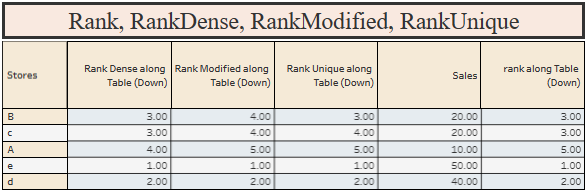 Rank, RankDense, RankModified, RankUnique
Stores Rank Dense along Table (Down) Rank Modified along Table (Down) Rank Unique along Table (Down) Sales rank along Table (Down)
B 3.00 4.00 3.00 20.00 3.00
c 3.00 4.00 4.00 20.00 3.00
A 4.00 5.00 5.00 10.00 5.00
e 1.00 1.00 1.00 50.00 1.00
d 2.00 2.00 2.00 40.00 2.00